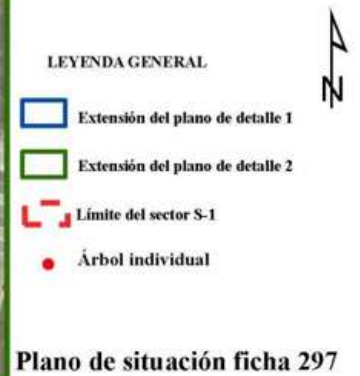 N
LEYENDA GENERAL
Extensión del plano de detalle 1
Extensión del plano de detalle 2
Límite del sector S-1
Árbol individual
Plano de situación ficha 297